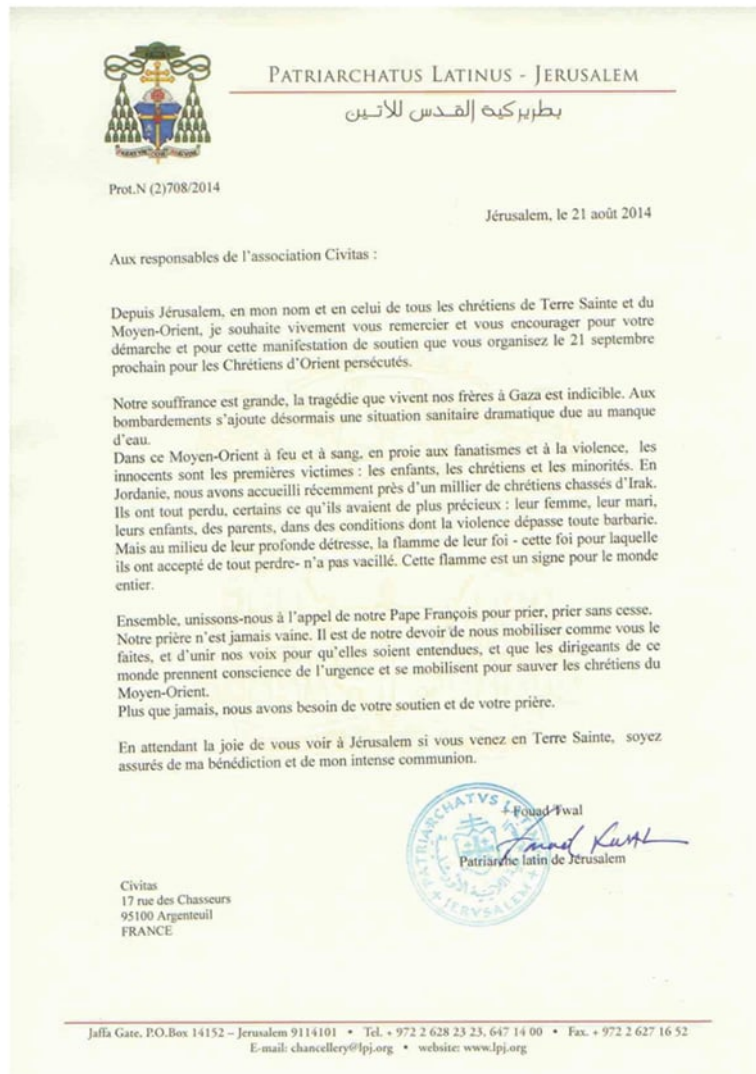 PATRIARCHATUS LATINUS - JERUSALEM
بطريركية القدس للاتين
Prot.N (2)708/2014
Jérusalem, le 21 août 2014
Aux responsables de l'association Civitas :
Depuis Jérusalem, en mon nom et en celui de tous les chrétiens de Terre Sainte et du
Moyen-Orient, je souhaite vivement vous remercier et vous encourager pour votre
démarche et pour cette manifestation de soutien que vous organisez le 21 septembre
prochain pour les Chrétiens d'Orient persécutés.
Notre souffrance est grande, la tragédie que vivent nos frères à Gaza est indicible. Aux
bombardements s'ajoute désormais une situation sanitaire dramatique due au manque
d'eau.
Dans ce Moyen-Orient à feu et à sang, en proie aux fanatismes et à la violence, les
innocents sont les premières victimes : les enfants, les chrétiens et les minorités. En
Jordanie, nous avons accueilli récemment près d'un millier de chrétiens chassés d'Irak.
Ils ont tout perdu, certains ce qu'ils avaient de plus précieux : leur femme, leur mari,
leurs enfants, des parents, dans des conditions dont la violence dépasse toute barbarie.
Mais au milieu de leur profonde détresse, la flamme de leur foi - cette foi pour laquelle
ils ont accepté de tout perdre- n'a pas vacillé. Cette flamme est un signe pour le monde
entier.
Ensemble, unissons-nous à l'appel de notre Pape François pour prier, prier sans cesse.
Notre prière n'est jamais vaine. Il est de notre devoir de nous mobiliser comme vous le
faites, et d'unir nos voix pour qu'elles soient entendues, et que les dirigeants de ce
monde prennent conscience de l'urgence et se mobilisent pour sauver les chrétiens du
Moyen-Orient.
Plus que jamais, nous avons besoin de votre soutien et de votre prière.
En attendant la joie de vous voir à Jérusalem si vous venez en Terre Sainte, soyez
assurés de ma bénédiction et de mon intense communion.
+ Fouad Twal
Patriarche latin de Jérusalem
PATRIARCHATVS LATINVS
JERVSALEM
Civitas
17 rue des Chasseurs
95100 Argenteuil
FRANCE
Jaffa Gate. P.O.Box 14152 – Jerusalem 9114101 • Tel. + 972 2 628 23 23, 647 14 00 • Fax. + 972 2 627 16 52
E-mail: chancellery@lpj.org • website: www.lpj.org